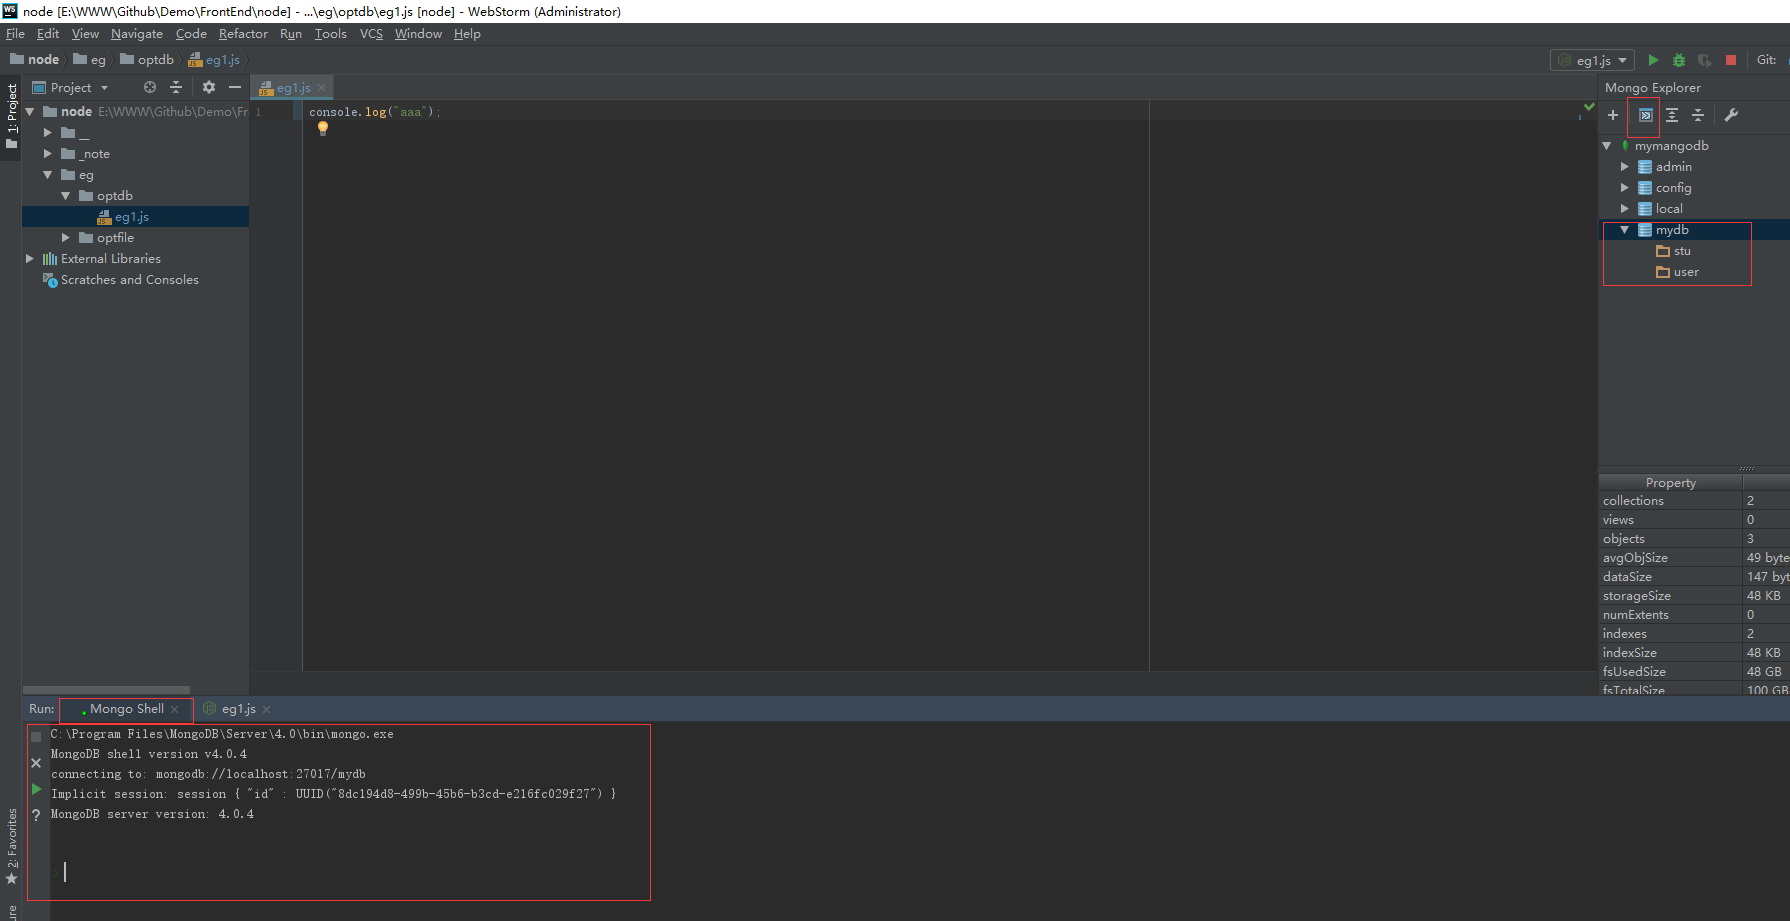 WS node [E:\WWW\Github\Demo\FrontEnd\node] - ...\eg\optdb\eg1.js [node] - WebStorm (Administrator)
File Edit View Navigate Code Refactor Run Tools VCS Window Help
node eg optdb eg1.js eg1.js Git:
1: Project
Project
node E:\WWW\Github\Demo\Fr
__
_note
eg
optdb
eg1.js
optfile
External Libraries
Scratches and Consoles
eg1.js
1 console.log("aaa");
Mongo Explorer
mymangodb
admin
config
local
mydb
stu
user
Property
collections 2
views 0
objects 3
avgObjSize 49 byte
dataSize 147 byt
storageSize 48 KB
numExtents 0
indexes 2
indexSize 48 KB
fsUsedSize 48 GB
fsTotalSize 100 GB
Run: Mongo Shell eg1.js
C:\Program Files\MongoDB\Server\4.0\bin\mongo.exe
MongoDB shell version v4.0.4
connecting to: mongodb://localhost:27017/mydb
Implicit session: session { "id" : UUID("8dc194d8-499b-45b6-b3cd-e216fc029f27") }
MongoDB server version: 4.0.4
>
2: Favorites
ure